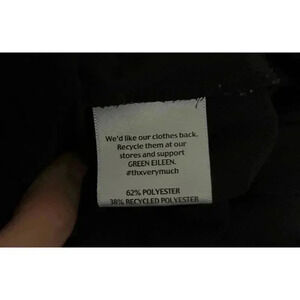 We'd like our clothes back.
Recycle them at our
stores and support
GREEN EILEEN.
#thxverymuch
62% POLYESTER
38% RECYCLED POLYESTER